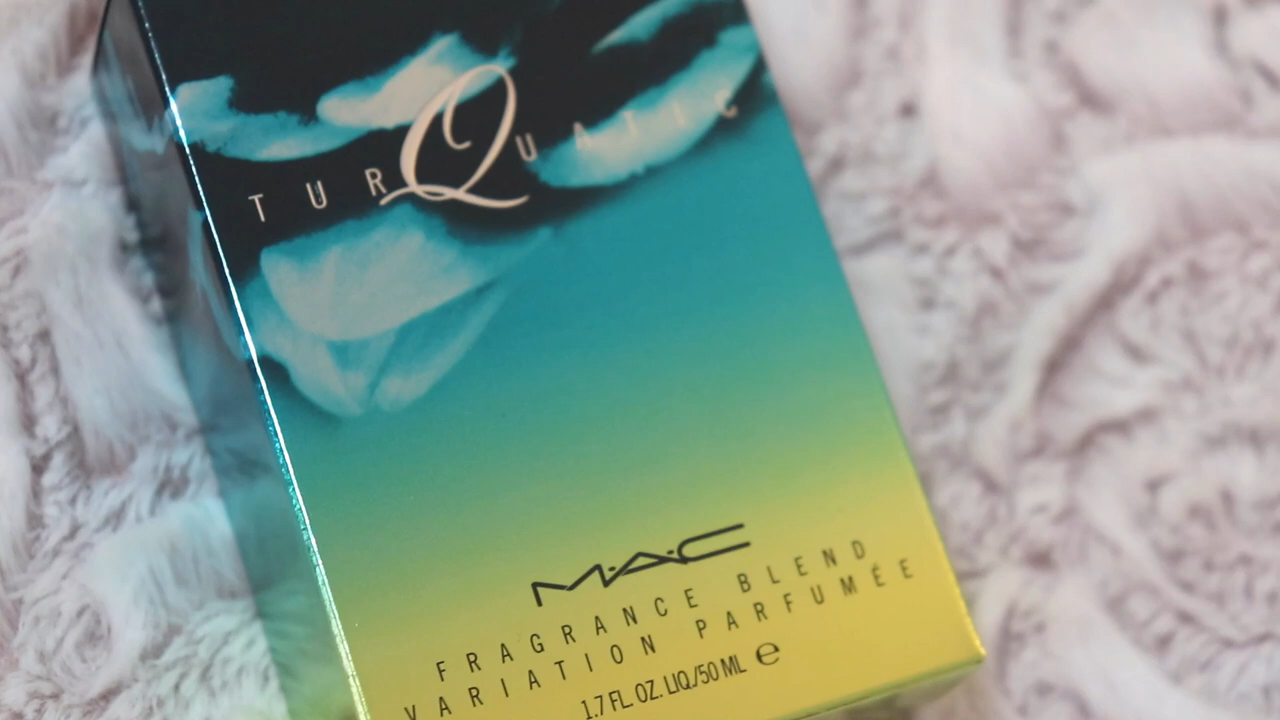 TURQUATIC
M·A·C
FRAGRANCE BLEND
VARIATION PARFUMÉE
1.7 FL. OZ. LIQ./50 ML ℮